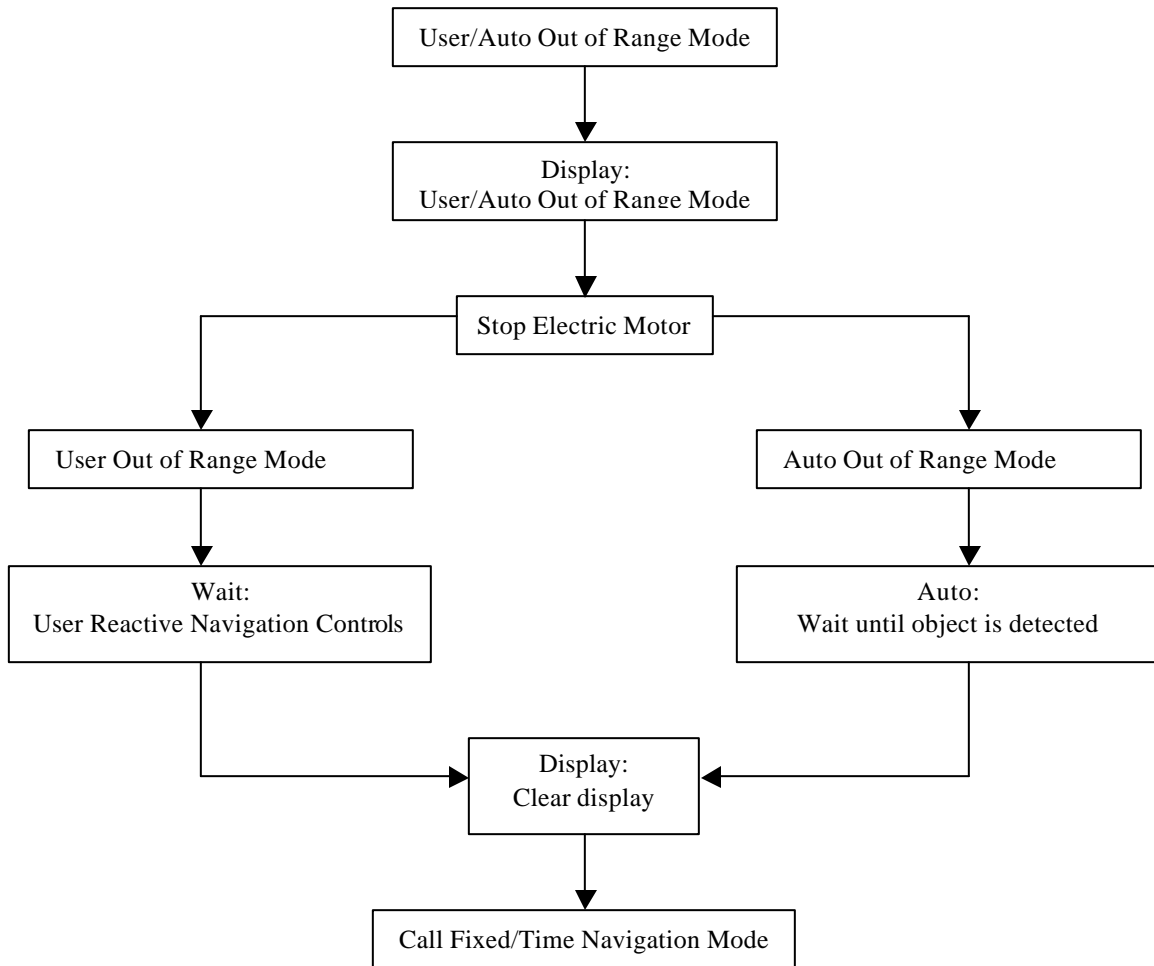 User/Auto Out of Range Mode
Display:
User/Auto Out of Range Mode
Stop Electric Motor
User Out of Range Mode
Auto Out of Range Mode
Wait:
User Reactive Navigation Controls
Auto:
Wait until object is detected
Display:
Clear display
Call Fixed/Time Navigation Mode